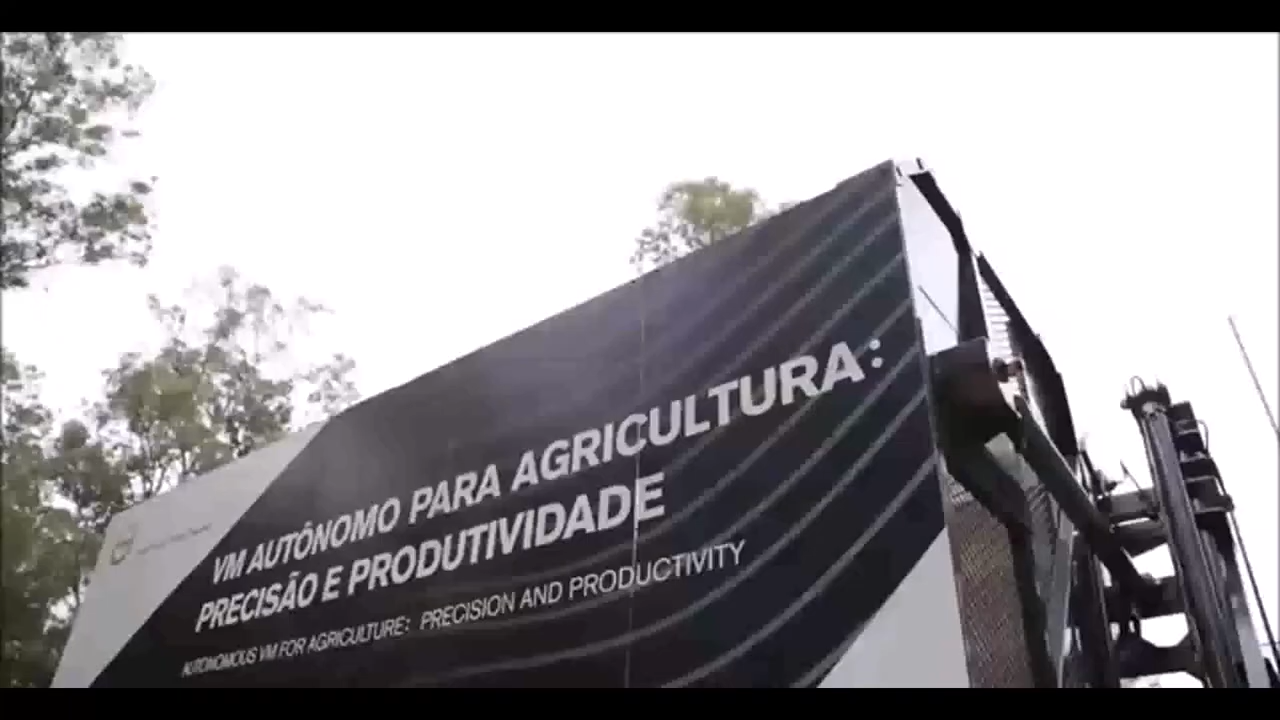 VM AUTÔNOMO PARA AGRICULTURA:
PRECISÃO E PRODUTIVIDADE
AUTONOMOUS VM FOR AGRICULTURE: PRECISION AND PRODUCTIVITY